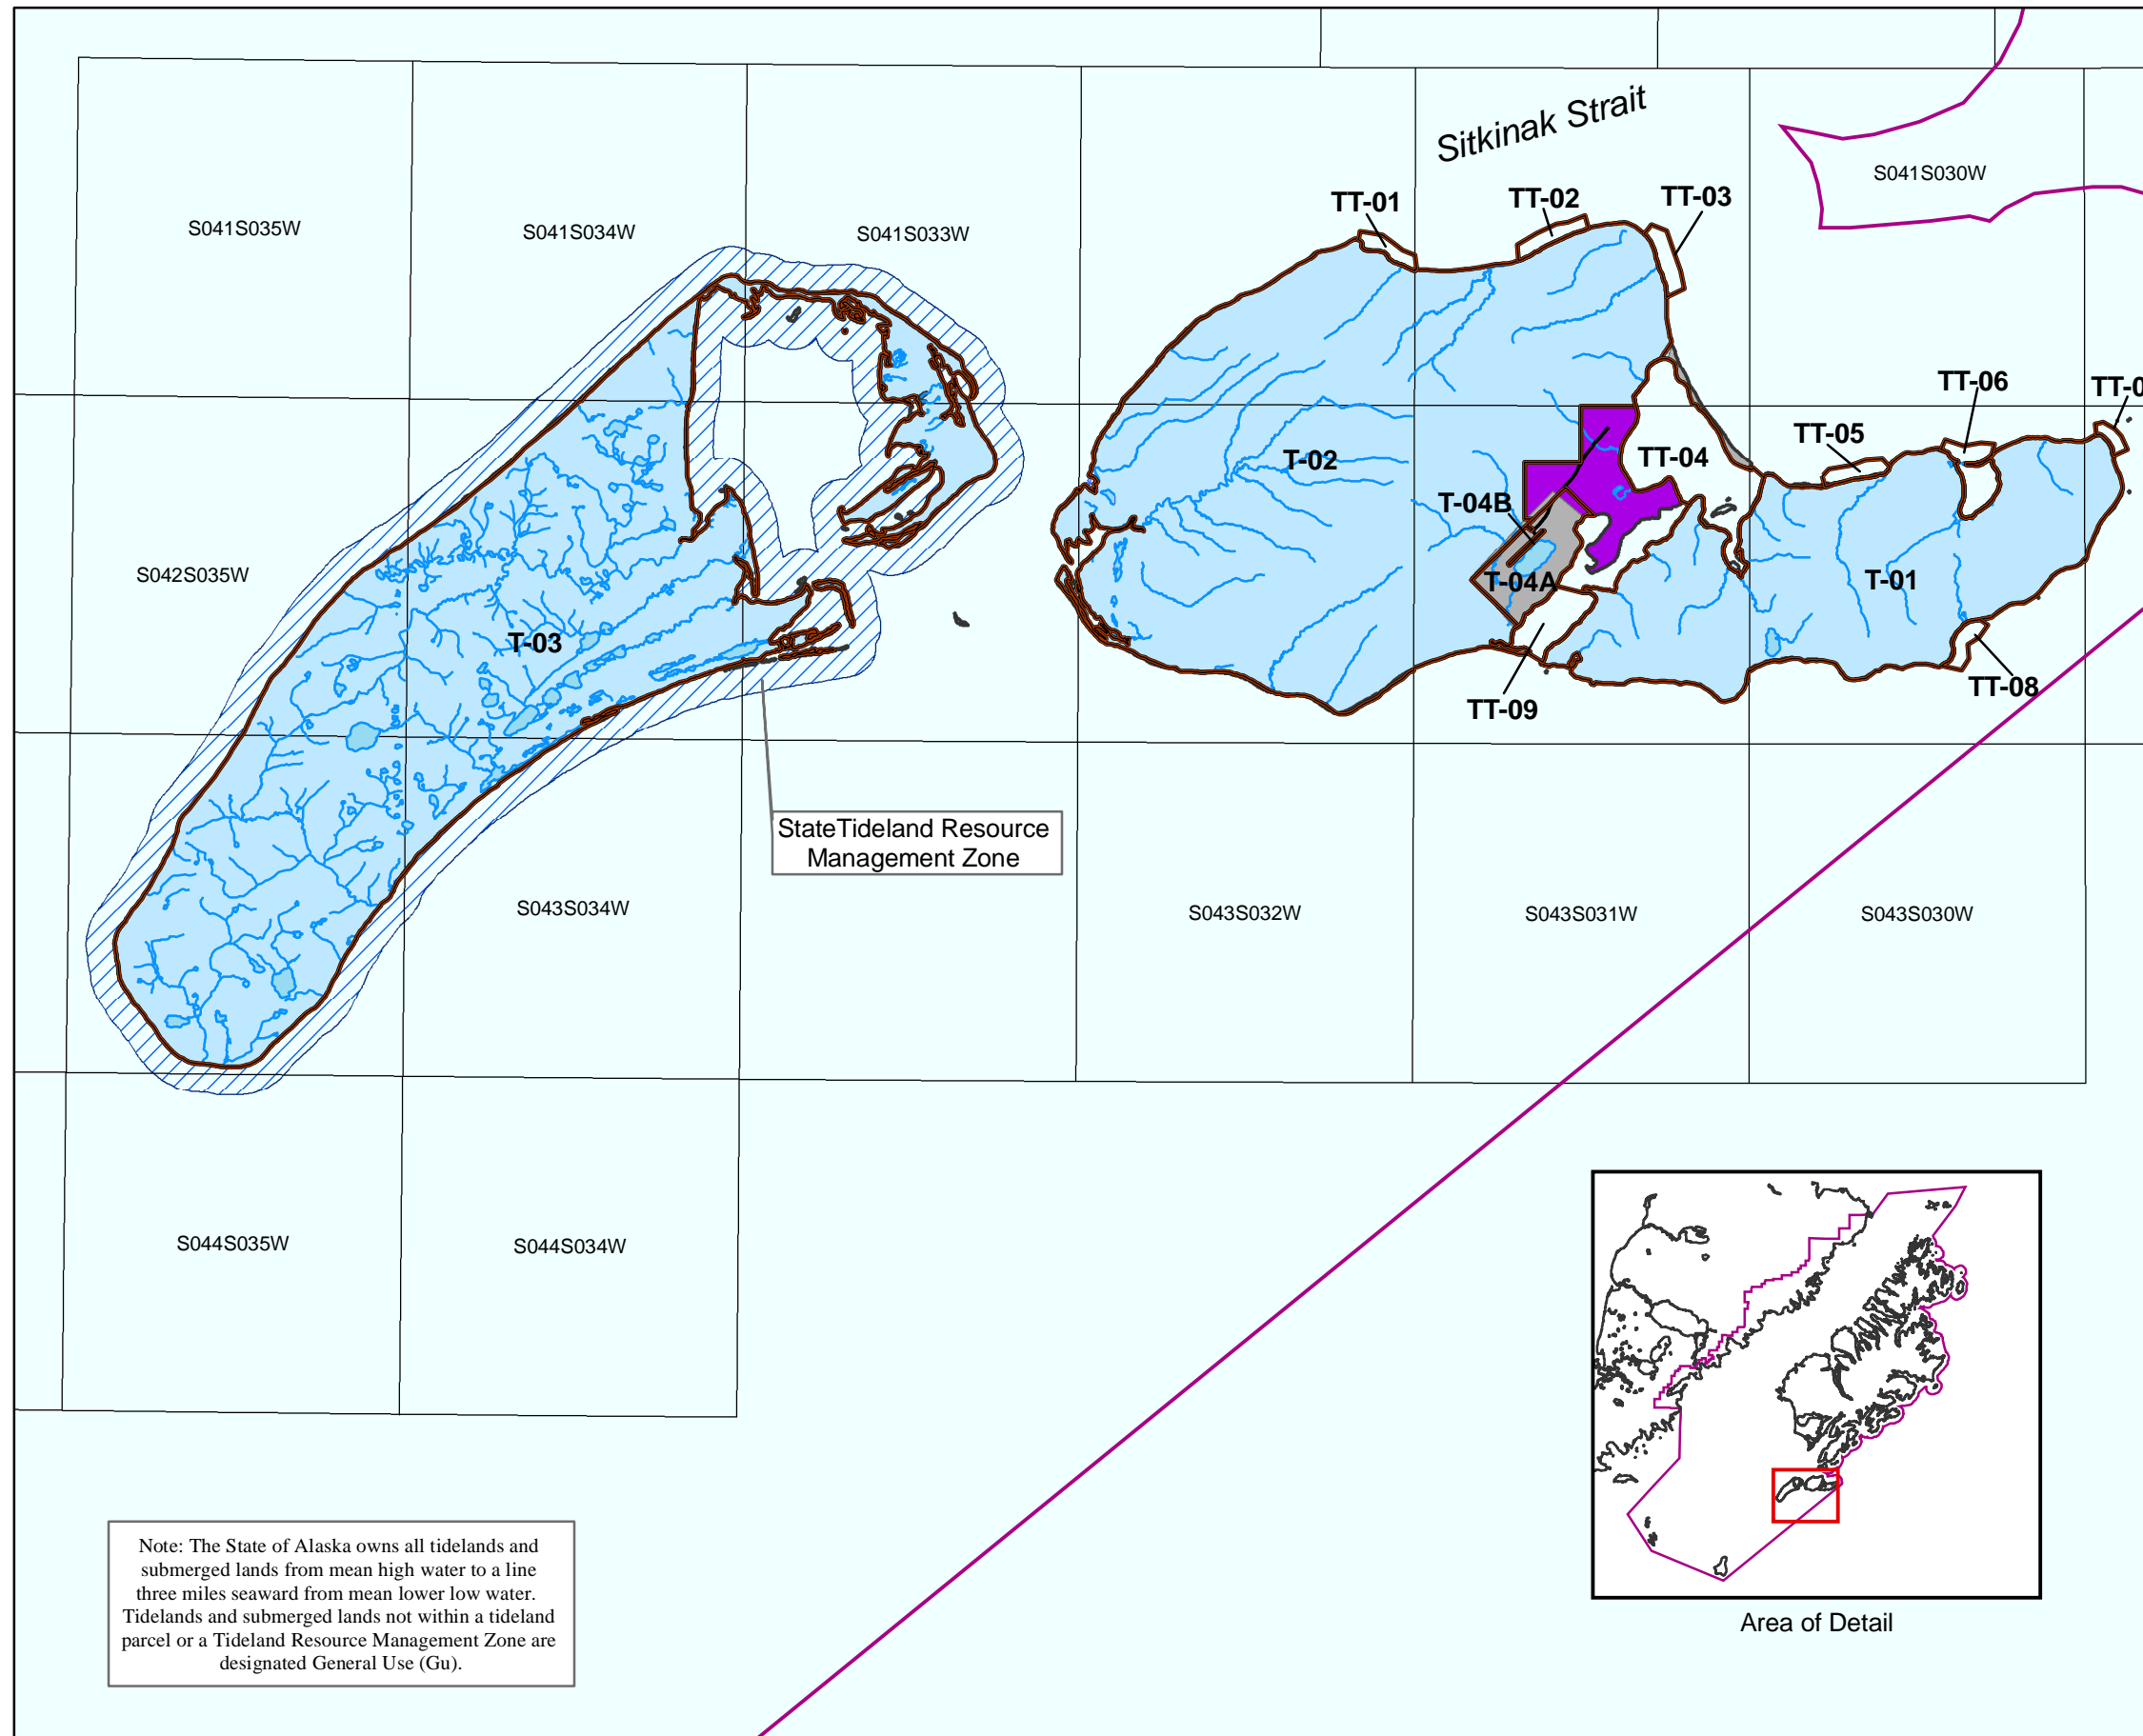 Sitkinak Strait
S041S030W
TT-01
TT-02
TT-03
S041S035W
S041S034W
S041S033W
TT-06
TT-0
TT-05
T-02
TT-04
T-04B
S042S035W
T-04A
T-01
T-03
TT-08
TT-09
StateTideland Resource
Management Zone
S043S034W
S043S032W
S043S031W
S043S030W
S044S035W
S044S034W
Note: The State of Alaska owns all tidelands and
submerged lands from mean high water to a line
three miles seaward from mean lower low water.
Tidelands and submerged lands not within a tideland
parcel or a Tideland Resource Management Zone are
designated General Use (Gu).
Area of Detail